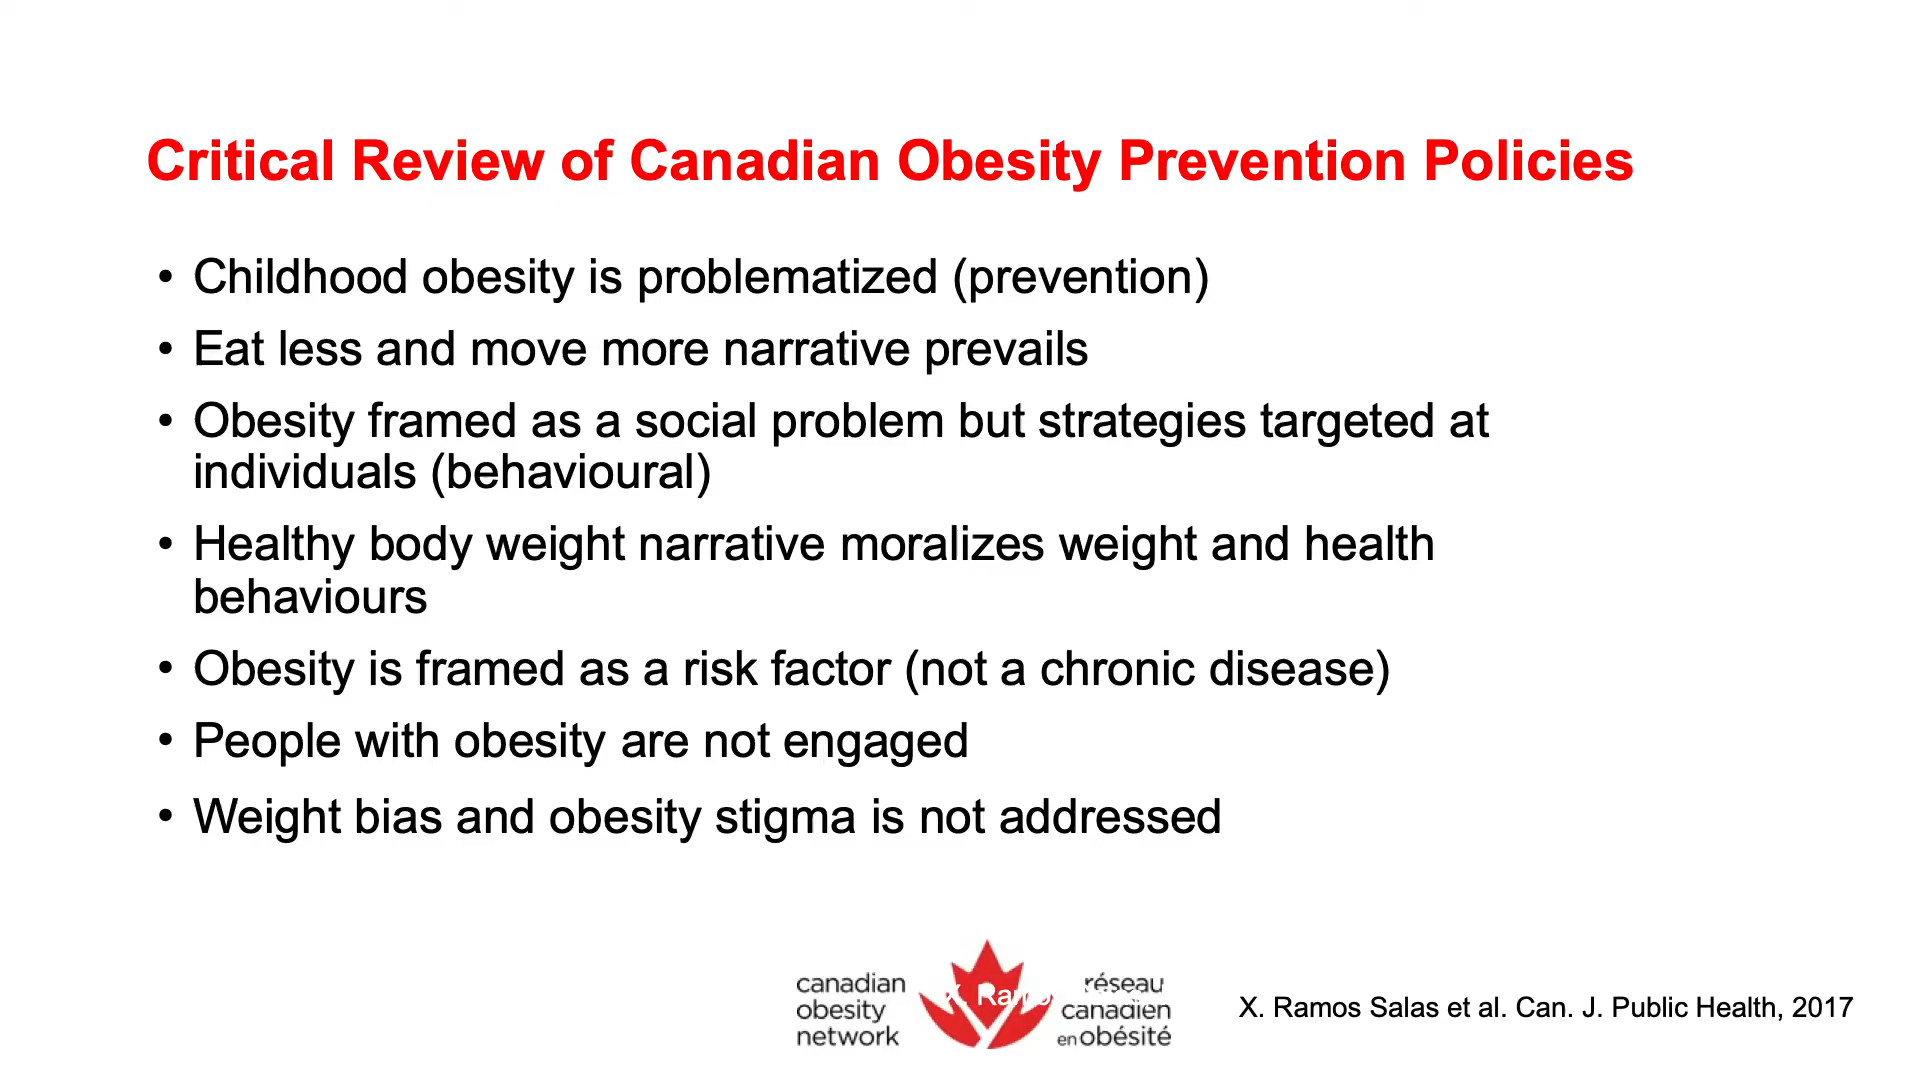 Critical Review of Canadian Obesity Prevention Policies
• Childhood obesity is problematized (prevention)
• Eat less and move more narrative prevails
• Obesity framed as a social problem but strategies targeted at
individuals (behavioural)
• Healthy body weight narrative moralizes weight and health
behaviours
• Obesity is framed as a risk factor (not a chronic disease)
• People with obesity are not engaged
• Weight bias and obesity stigma is not addressed
canadian
obesity
network
réseau
canadien
en obésité
X. Ramos Salas et al. Can. J. Public Health, 2017